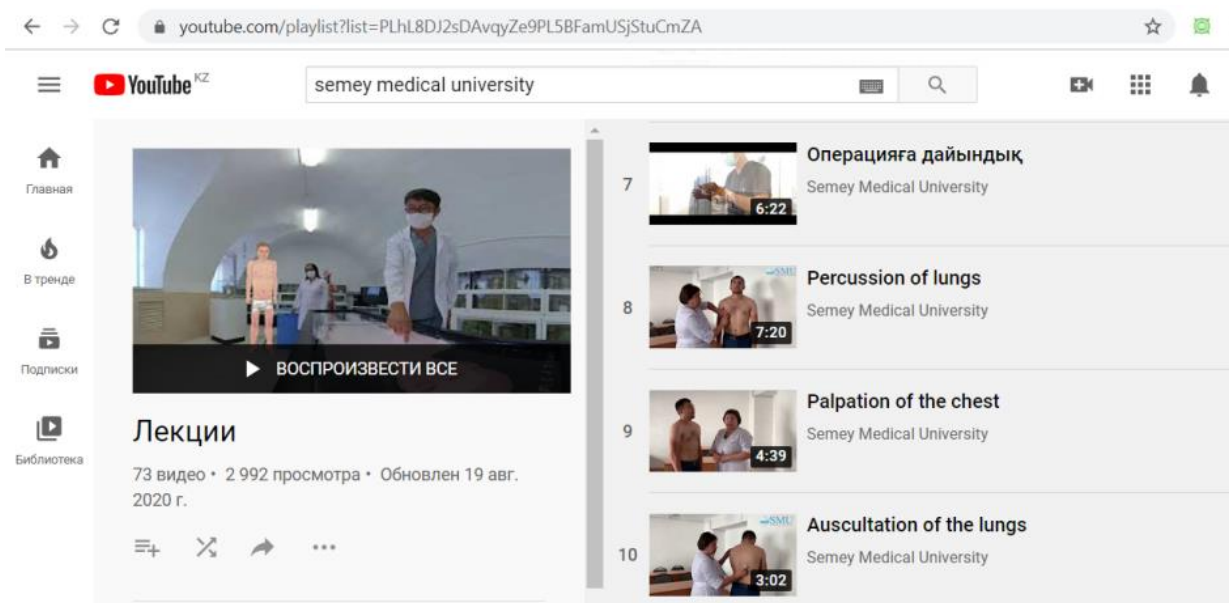 youtube.com/playlist?list=PLhL8DJ2sDAvqyZe9PL5BFamUSjStuCmZA
YouTube KZ
semey medical university
Главная
В тренде
Подписки
Библиотека
ВОСПРОИЗВЕСТИ ВСЕ
Лекции
73 видео • 2 992 просмотра • Обновлен 19 авг.
2020 г.
7
6:22
Операцияға дайындық
Semey Medical University
8
SMU
7:20
Percussion of lungs
Semey Medical University
9
4:39
Palpation of the chest
Semey Medical University
10
SMU
3:02
Auscultation of the lungs
Semey Medical University